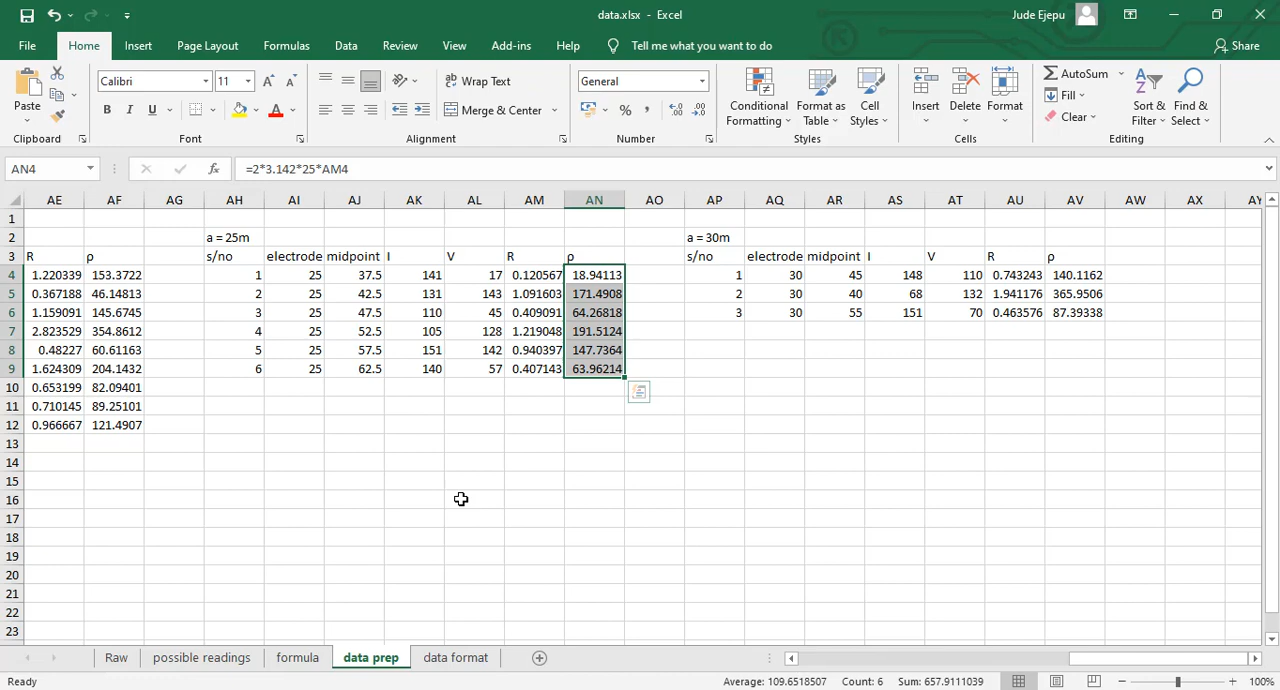 data.xlsx - Excel
Jude Ejepu
File Home Insert Page Layout Formulas Data Review View Add-ins Help Tell me what you want to do Share
Paste
Calibri 11
B I U
Wrap Text
Merge & Center
General
Conditional Formatting
Format as Table
Cell Styles
Insert Delete Format
AutoSum
Fill
Clear
Sort & Filter
Find & Select
Clipboard Font Alignment Number Styles Cells Editing
AN4 fx =2*3.142*25*AM4
AE AF AG AH AI AJ AK AL AM AN AO AP AQ AR AS AT AU AV AW AX AY
1
2 a = 25m a = 30m
3 R ρ s/no electrode midpoint I V R ρ s/no electrode midpoint I V R ρ
4 1.220339 153.3722 1 25 37.5 141 17 0.120567 18.94113 1 30 45 148 110 0.743243 140.1162
5 0.367188 46.14813 2 25 42.5 131 143 1.091603 171.4908 2 30 40 68 132 1.941176 365.9506
6 1.159091 145.6745 3 25 47.5 110 45 0.409091 64.26818 3 30 55 151 70 0.463576 87.39338
7 2.823529 354.8612 4 25 52.5 105 128 1.219048 191.5124
8 0.48227 60.61163 5 25 57.5 151 142 0.940397 147.7364
9 1.624309 204.1432 6 25 62.5 140 57 0.407143 63.96214
10 0.653199 82.09401
11 0.710145 89.25101
12 0.966667 121.4907
13
14
15
16
17
18
19
20
21
22
23
Raw possible readings formula data prep data format
Ready Average: 109.6518507 Count: 6 Sum: 657.9111039 100%